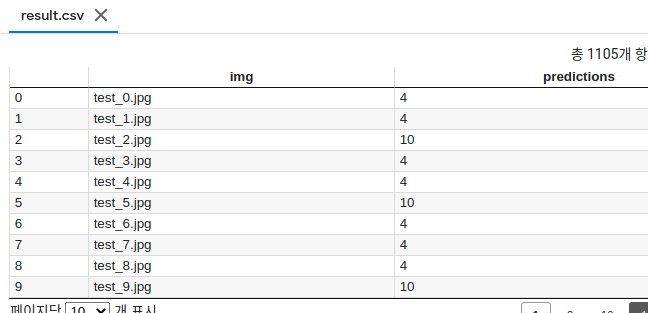 result.csv
총 1105개 항
img predictions
0 test_0.jpg 4
1 test_1.jpg 4
2 test_2.jpg 10
3 test_3.jpg 4
4 test_4.jpg 4
5 test_5.jpg 10
6 test_6.jpg 4
7 test_7.jpg 4
8 test_8.jpg 4
9 test_9.jpg 10
페이지당 10 개 표시